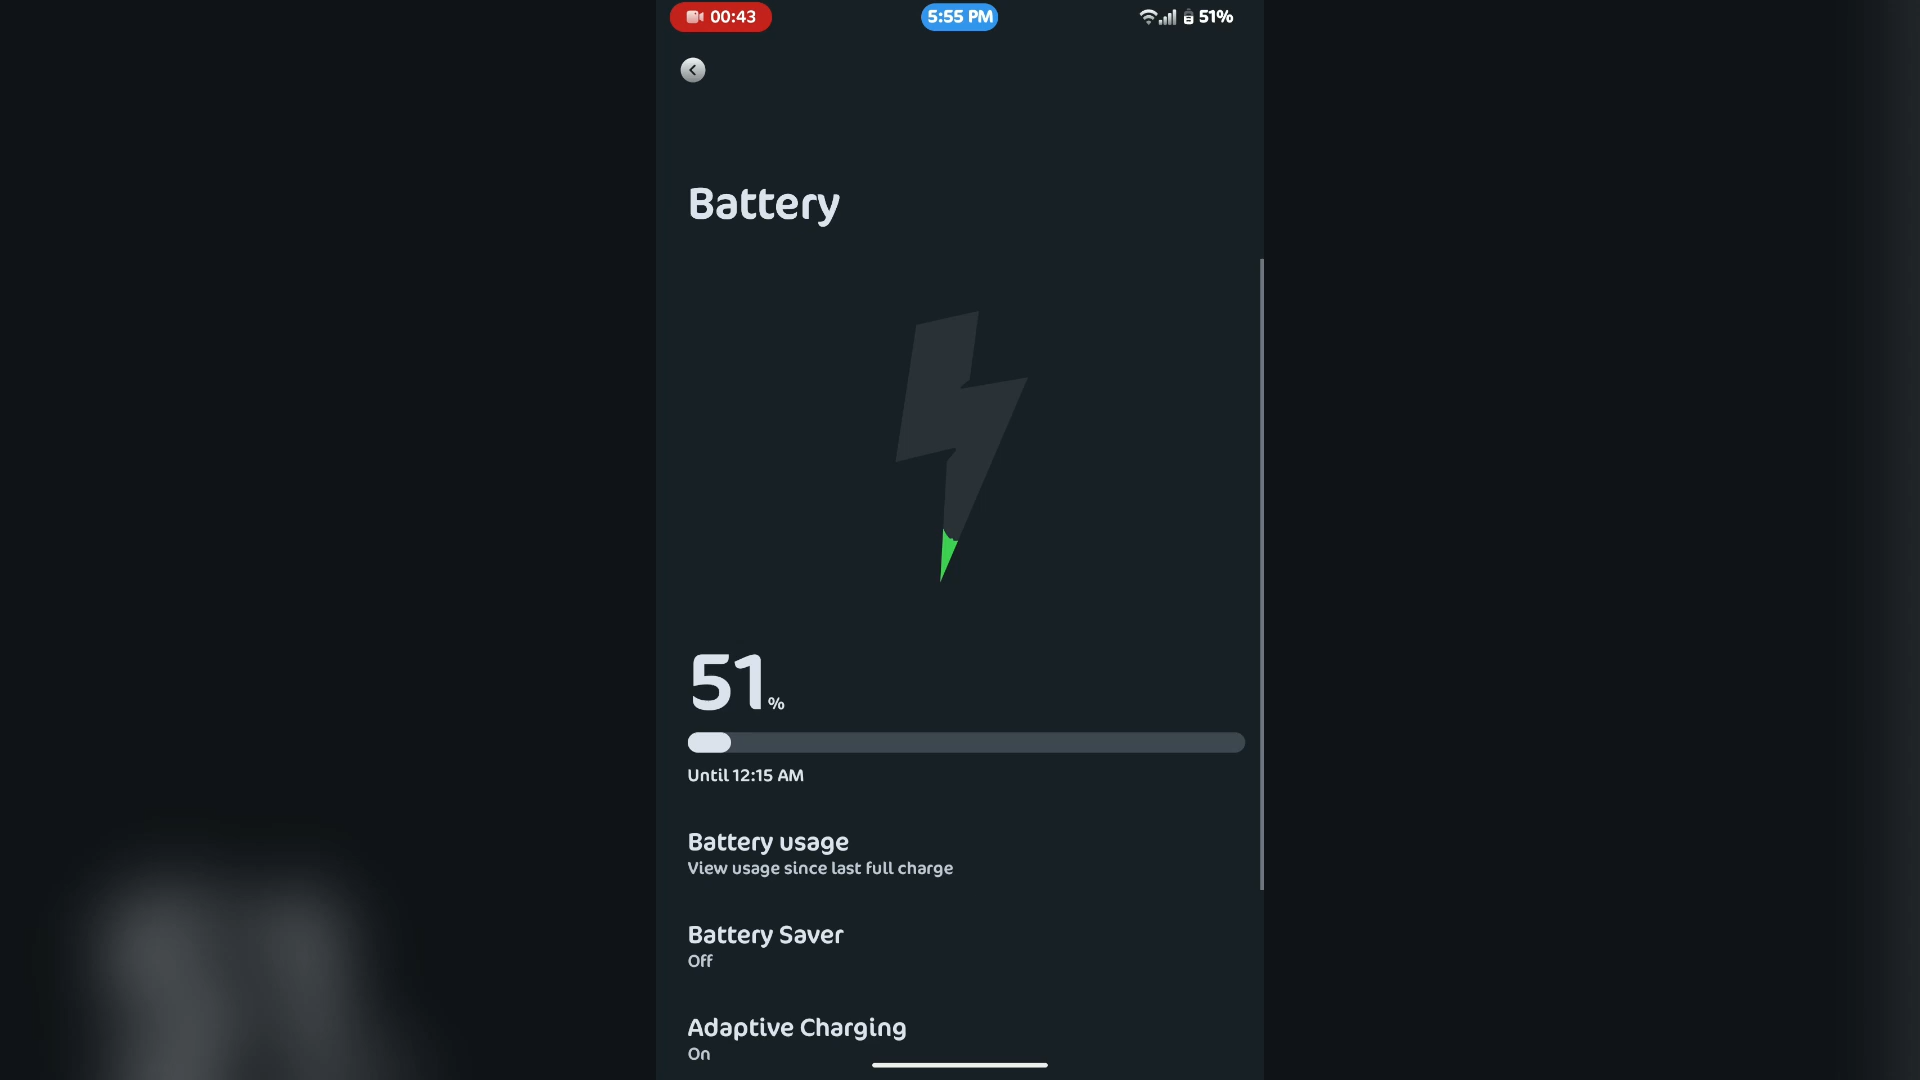 00:43
5:55 PM
51%
Battery
51%
Until 12:15 AM
Battery usage
View usage since last full charge
Battery Saver
Off
Adaptive Charging
On